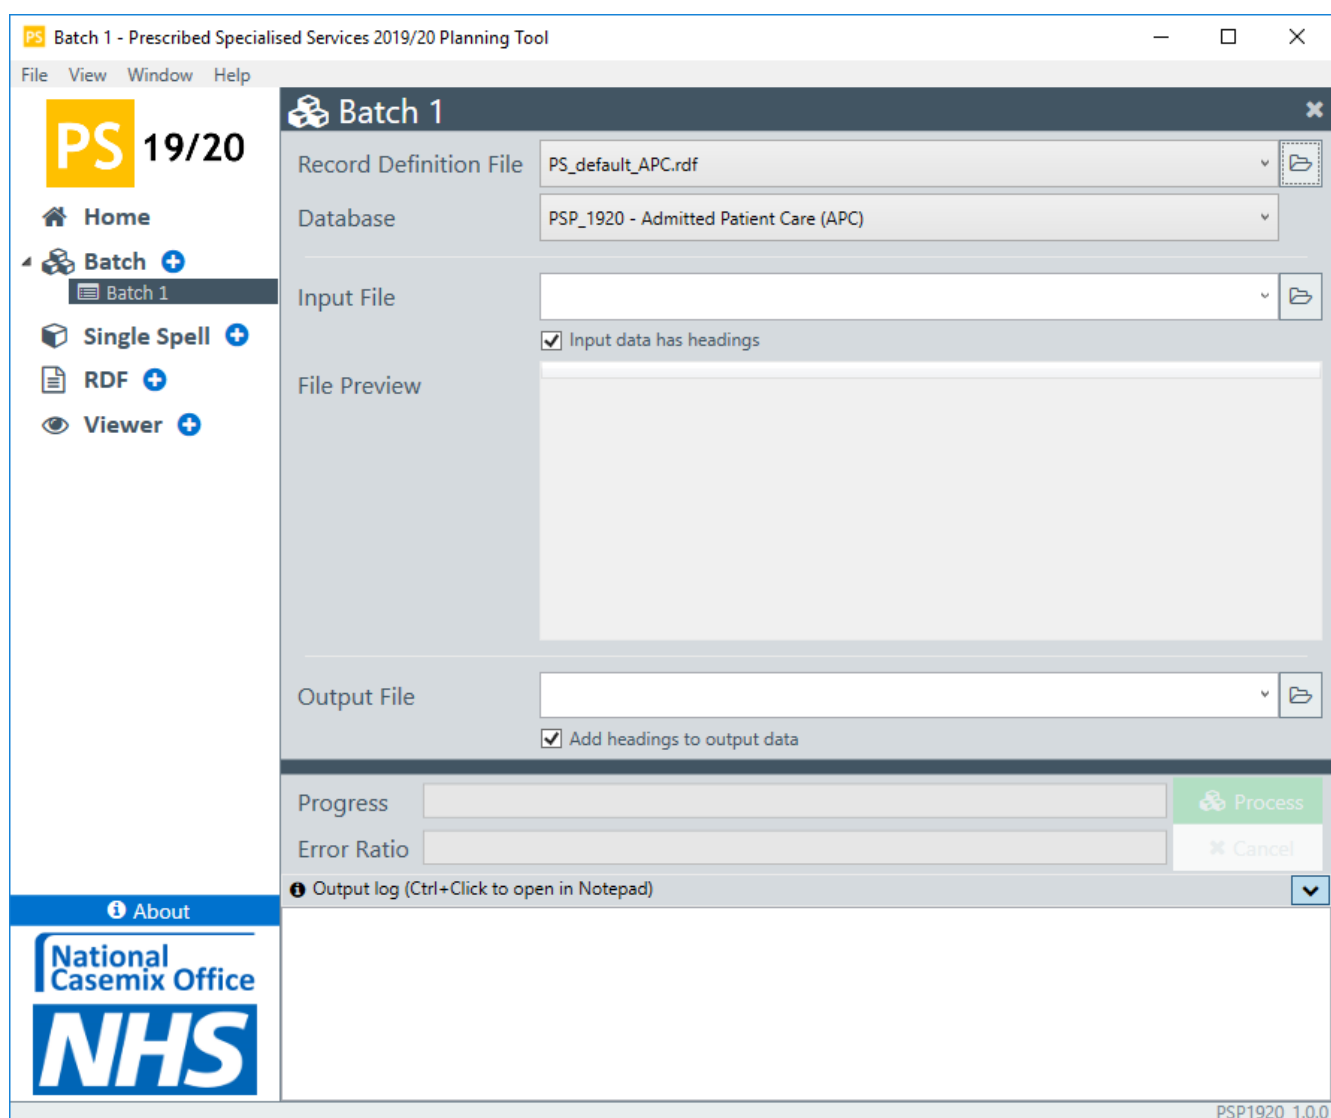 PS Batch 1 - Prescribed Specialised Services 2019/20 Planning Tool
File View Window Help
PS 19/20
Home
Batch
Batch 1
Single Spell
RDF
Viewer
About
National
Casemix Office
NHS
Batch 1
Record Definition File PS_default_APC.rdf
Database PSP_1920 - Admitted Patient Care (APC)
Input File
Input data has headings
File Preview
Output File
Add headings to output data
Progress Process
Error Ratio Cancel
Output log (Ctrl+Click to open in Notepad)
PSP1920 1.0.0